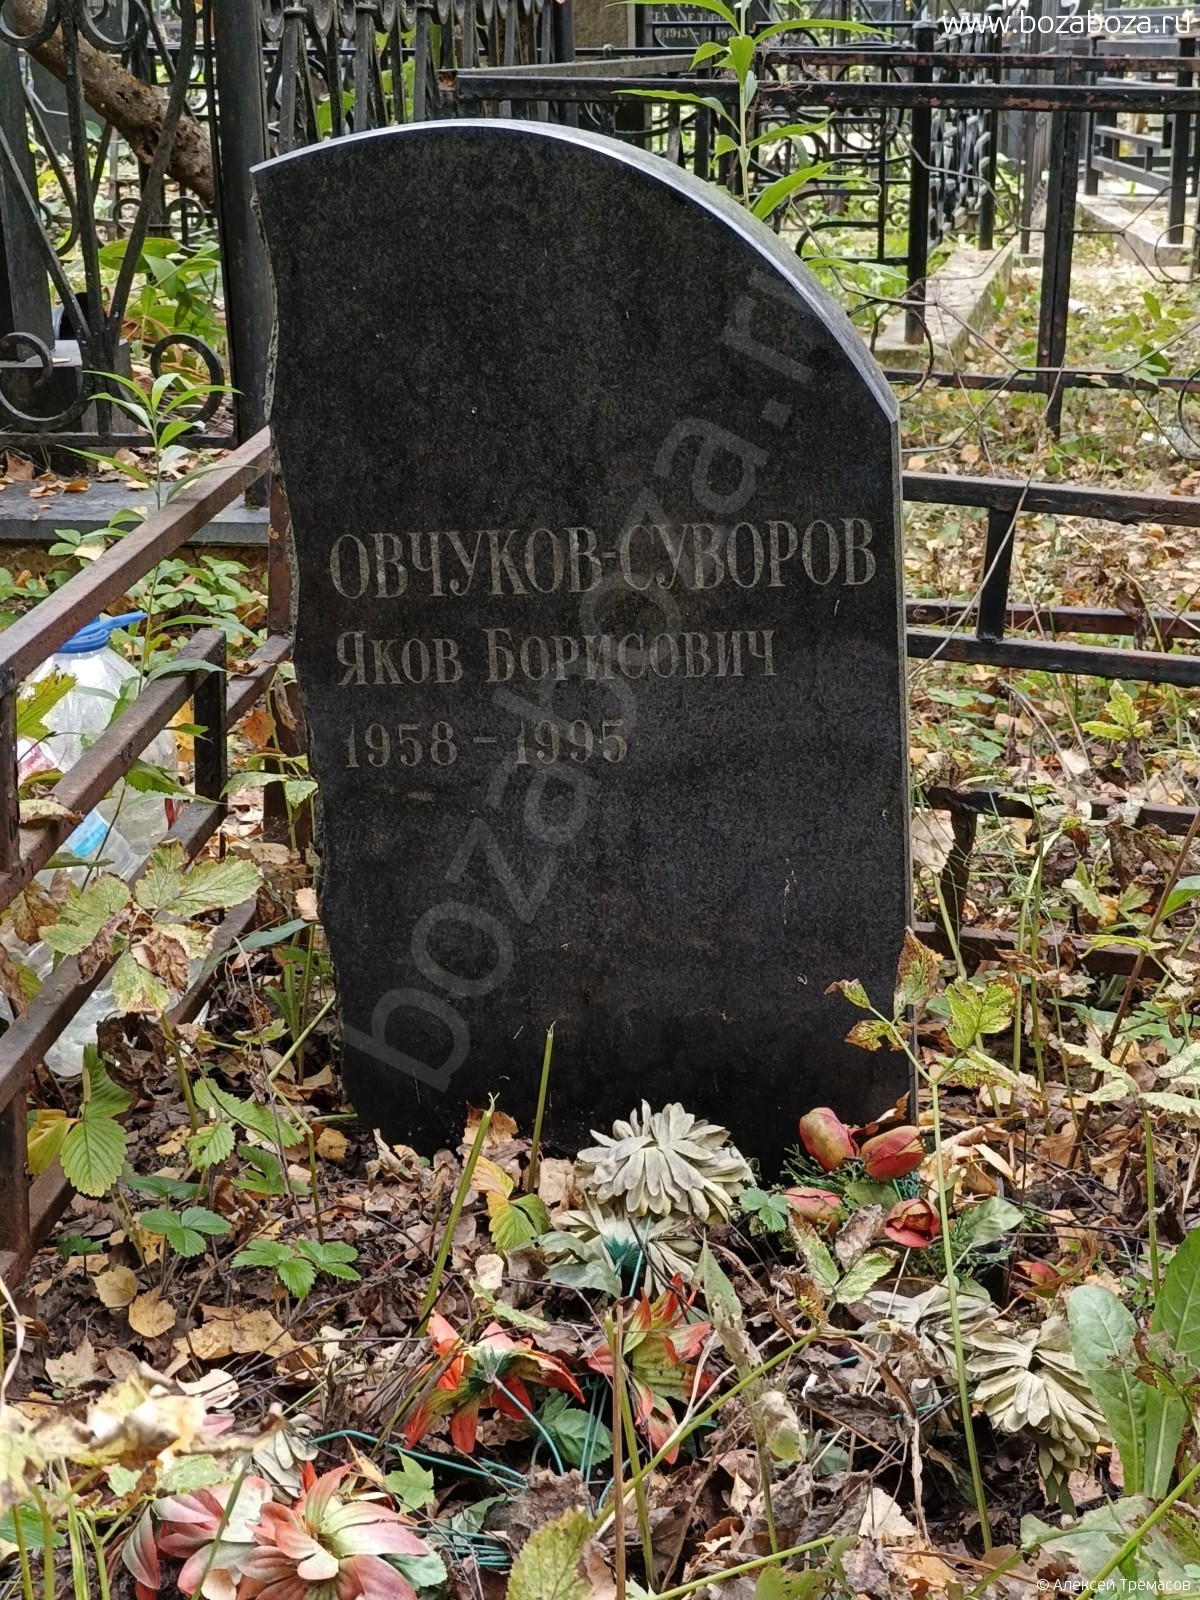 www.bozaboza.ru
ОВЧУКОВ-СУВОРОВ
ЯКОВ БОРИСОВИЧ
1958 – 1995
bozaboza.ru
© Алексей Тремасов